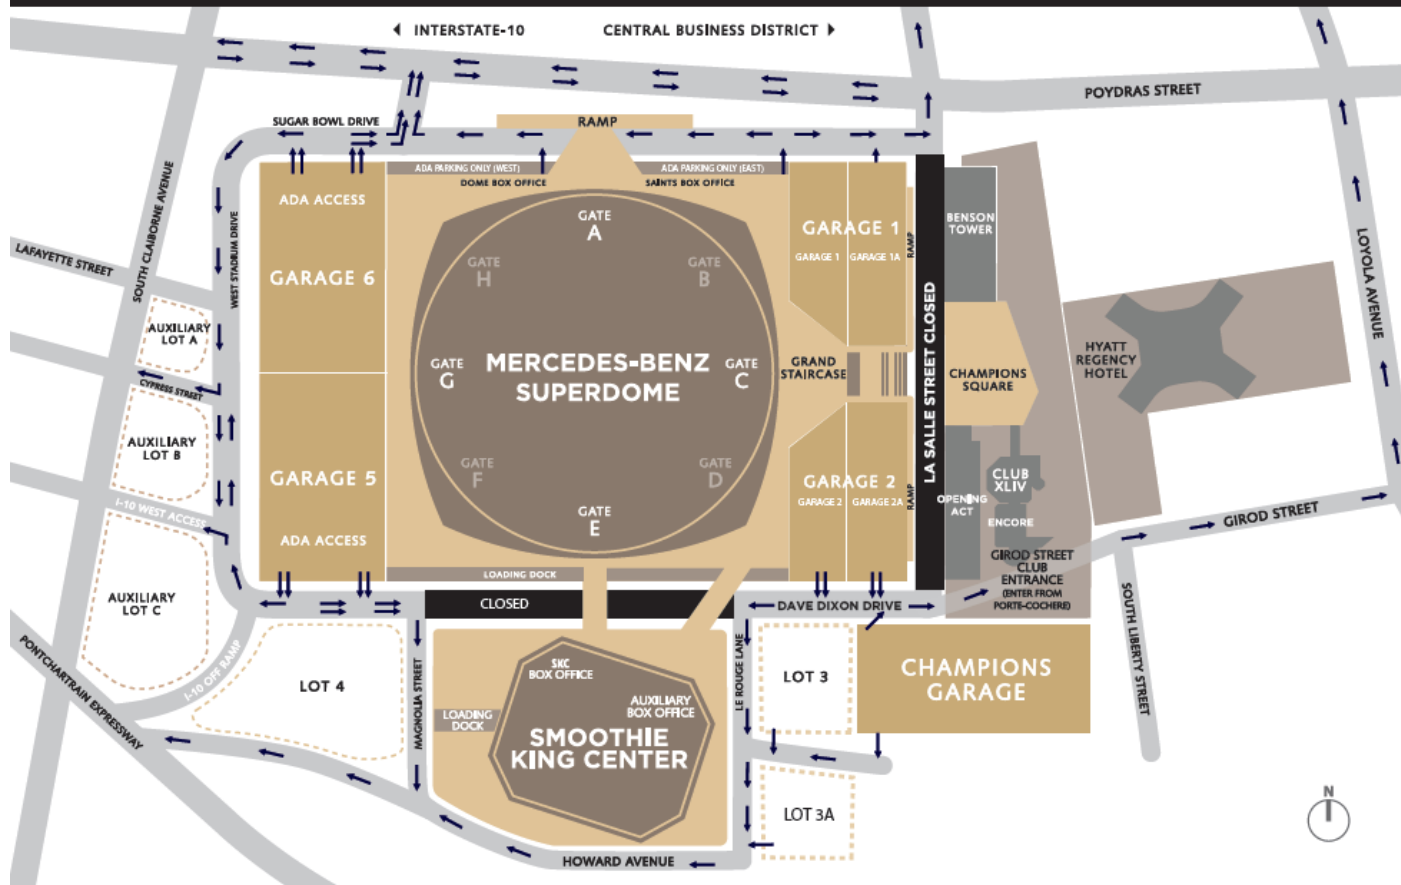 INTERSTATE-10
CENTRAL BUSINESS DISTRICT
POYDRAS STREET
SUGAR BOWL DRIVE
RAMP
ADA PARKING ONLY (WEST)
ADA PARKING ONLY (EAST)
DOME BOX OFFICE
SAINTS BOX OFFICE
SOUTH CLAIBORNE AVENUE
LAFAYETTE STREET
WEST STADIUM DRIVE
ADA ACCESS
GARAGE 6
GATE
A
GATE
H
GATE
B
GARAGE 1
GARAGE 1
GARAGE 1A
RAMP
BENSON
TOWER
LOYOLA AVENUE
AUXILIARY
LOT A
CYPRESS STREET
GATE
G
MERCEDES-BENZ
SUPERDOME
GATE
C
GRAND
STAIRCASE
LA SALLE STREET CLOSED
CHAMPIONS
SQUARE
HYATT
REGENCY
HOTEL
AUXILIARY
LOT B
GARAGE 5
GATE
F
GATE
D
GARAGE 2
GARAGE 2
GARAGE 2A
RAMP
CLUB
XLIV
OPENING
ACT
ENCORE
I-10 WEST ACCESS
GATE
E
ADA ACCESS
GIROD STREET
GIROD STREET
CLUB
ENTRANCE
(ENTER FROM
PORTE-COCHERE)
LOADING DOCK
AUXILIARY
LOT C
CLOSED
DAVE DIXON DRIVE
SOUTH LIBERTY STREET
PONTCHARTRAIN EXPRESSWAY
I-10 OFF RAMP
LOT 4
MAGNOLIA STREET
SKC
BOX OFFICE
AUXILIARY
BOX OFFICE
LOADING
DOCK
SMOOTHIE
KING CENTER
LE ROUGE LANE
LOT 3
CHAMPIONS
GARAGE
LOT 3A
HOWARD AVENUE
N